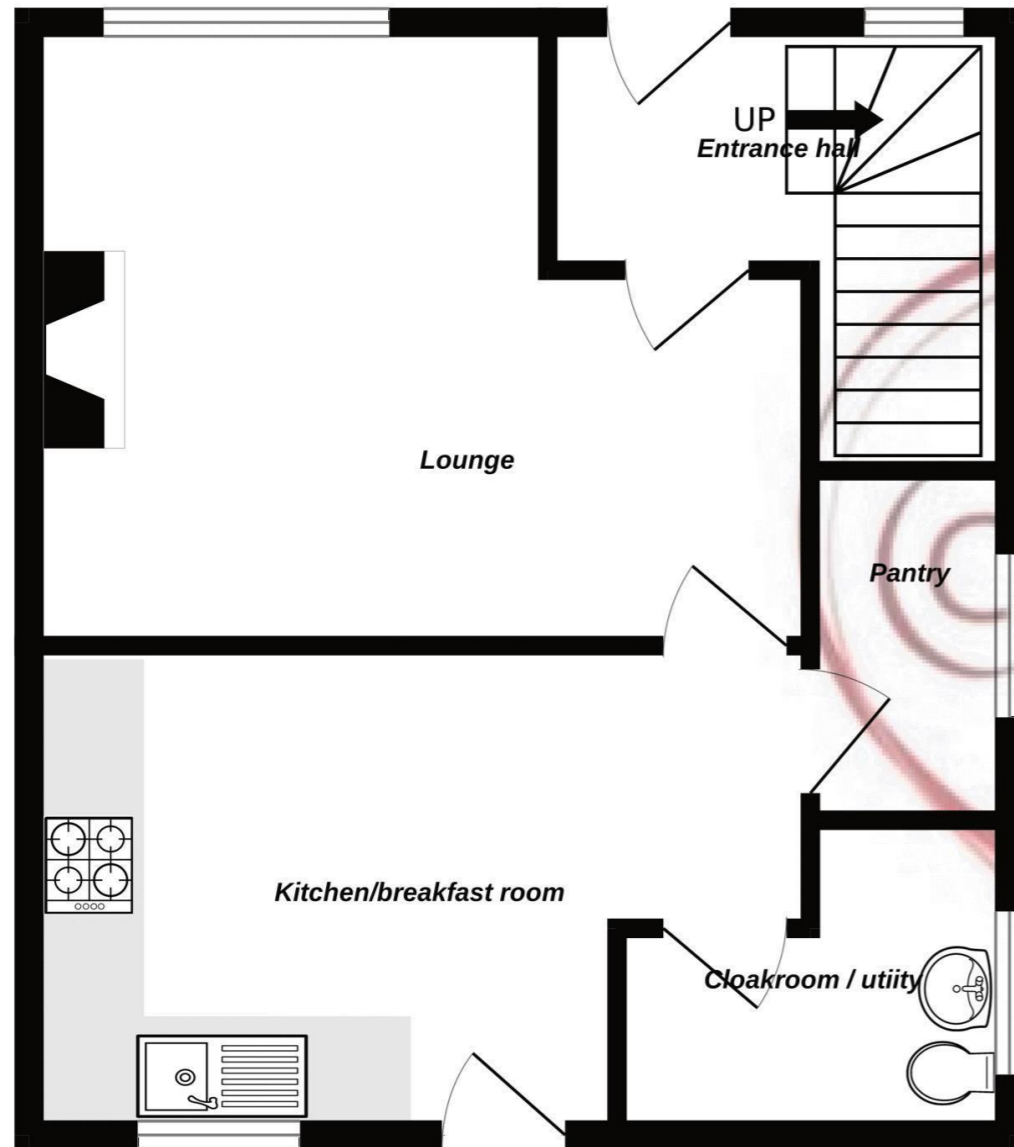 UP
Entrance hall
Lounge
Pantry
Kitchen/breakfast room
Cloakroom / utiity